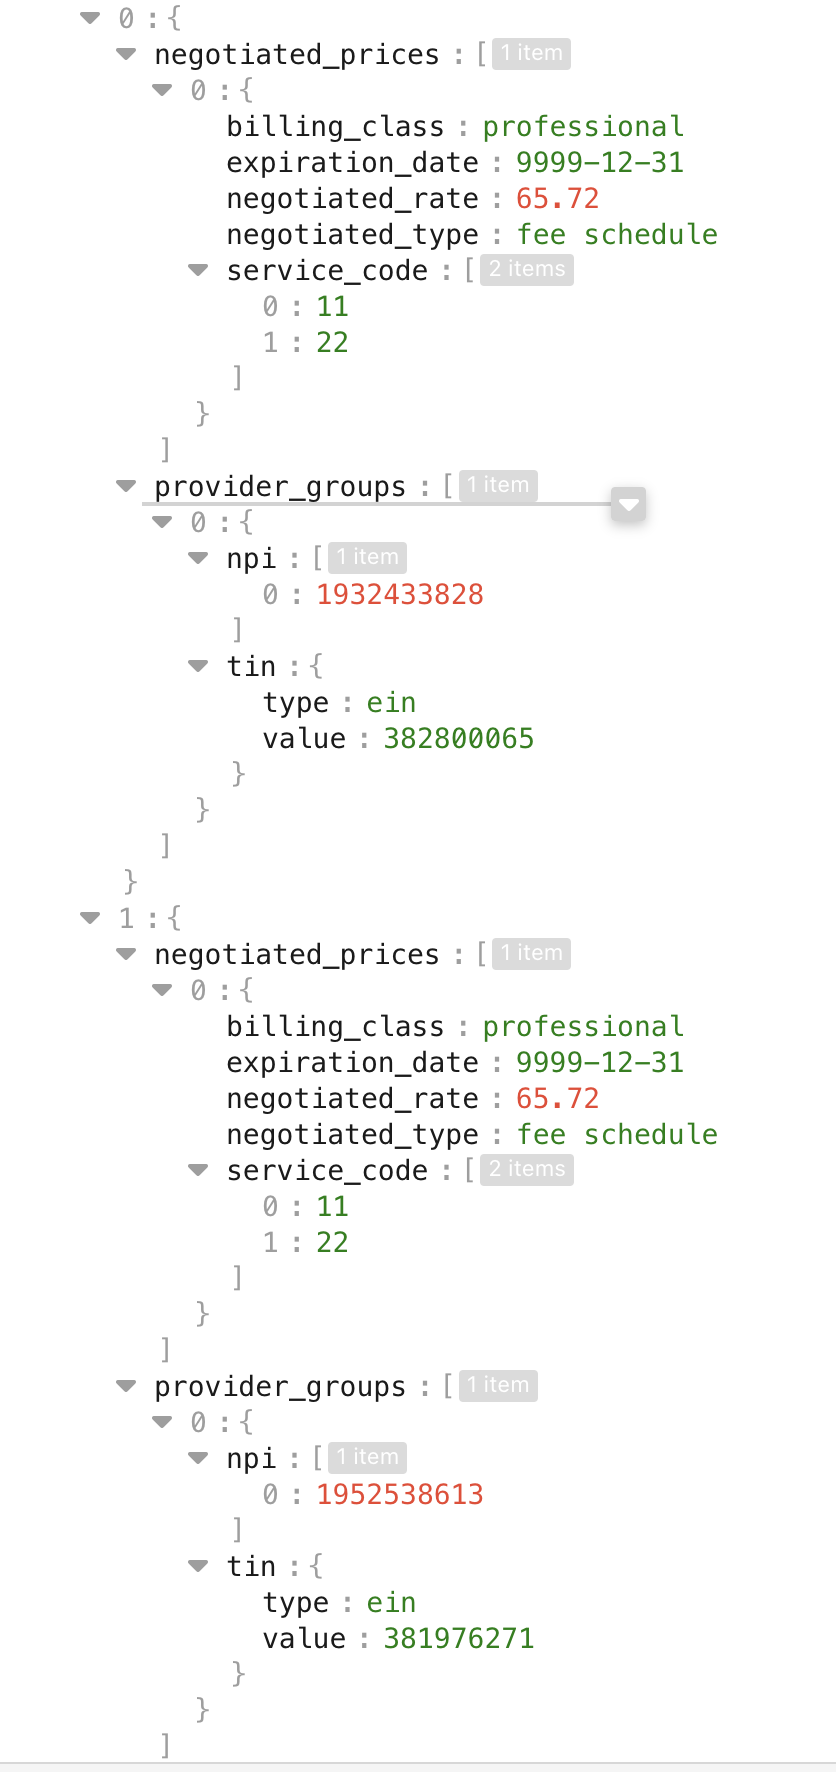 0 : {
negotiated_prices : [ 1 item
0 : {
billing_class : professional
expiration_date : 9999-12-31
negotiated_rate : 65.72
negotiated_type : fee schedule
service_code : [ 2 items
0 : 11
1 : 22
]
}
]
provider_groups : [ 1 item
0 : {
npi : [ 1 item
0 : 1932433828
]
tin : {
type : ein
value : 382800065
}
}
]
}
1 : {
negotiated_prices : [ 1 item
0 : {
billing_class : professional
expiration_date : 9999-12-31
negotiated_rate : 65.72
negotiated_type : fee schedule
service_code : [ 2 items
0 : 11
1 : 22
]
}
]
provider_groups : [ 1 item
0 : {
npi : [ 1 item
0 : 1952538613
]
tin : {
type : ein
value : 381976271
}
}
]